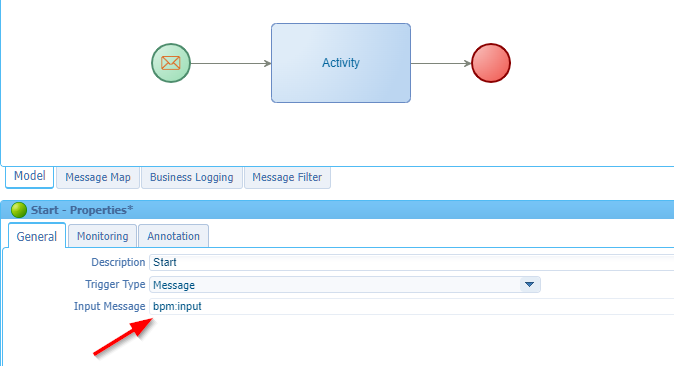 Activity
Model Message Map Business Logging Message Filter
Start - Properties*
General Monitoring Annotation
Description Start
Trigger Type Message
Input Message bpm:input